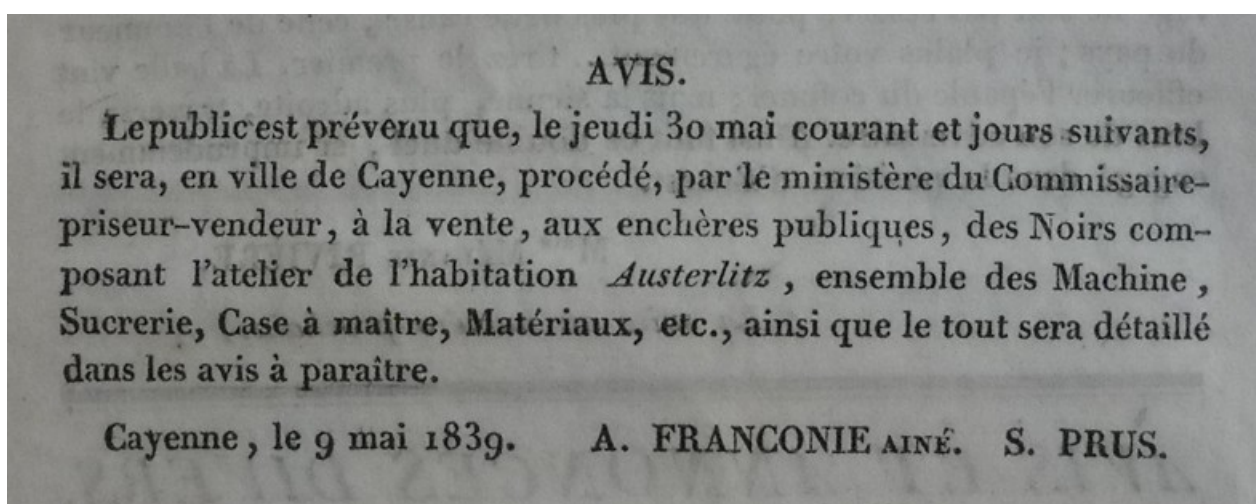 AVIS.
Le public est prévenu que, le jeudi 30 mai courant et jours suivants,
il sera, en ville de Cayenne, procédé, par le ministère du Commissaire-
priseur-vendeur, à la vente, aux enchères publiques, des Noirs com-
posant l'atelier de l'habitation Austerlitz, ensemble des Machine,
Sucrerie, Case à maître, Matériaux, etc., ainsi que le tout sera détaillé
dans les avis à paraître.
Cayenne, le 9 mai 1839. A. FRANCONIE AINÉ. S. PRUS.